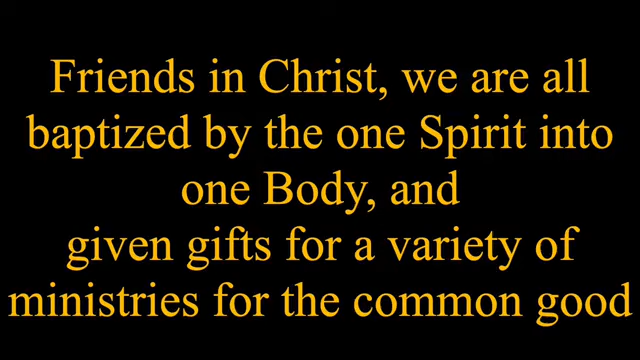 Friends in Christ, we are all
baptized by the one Spirit into
one Body, and
given gifts for a variety of
ministries for the common good